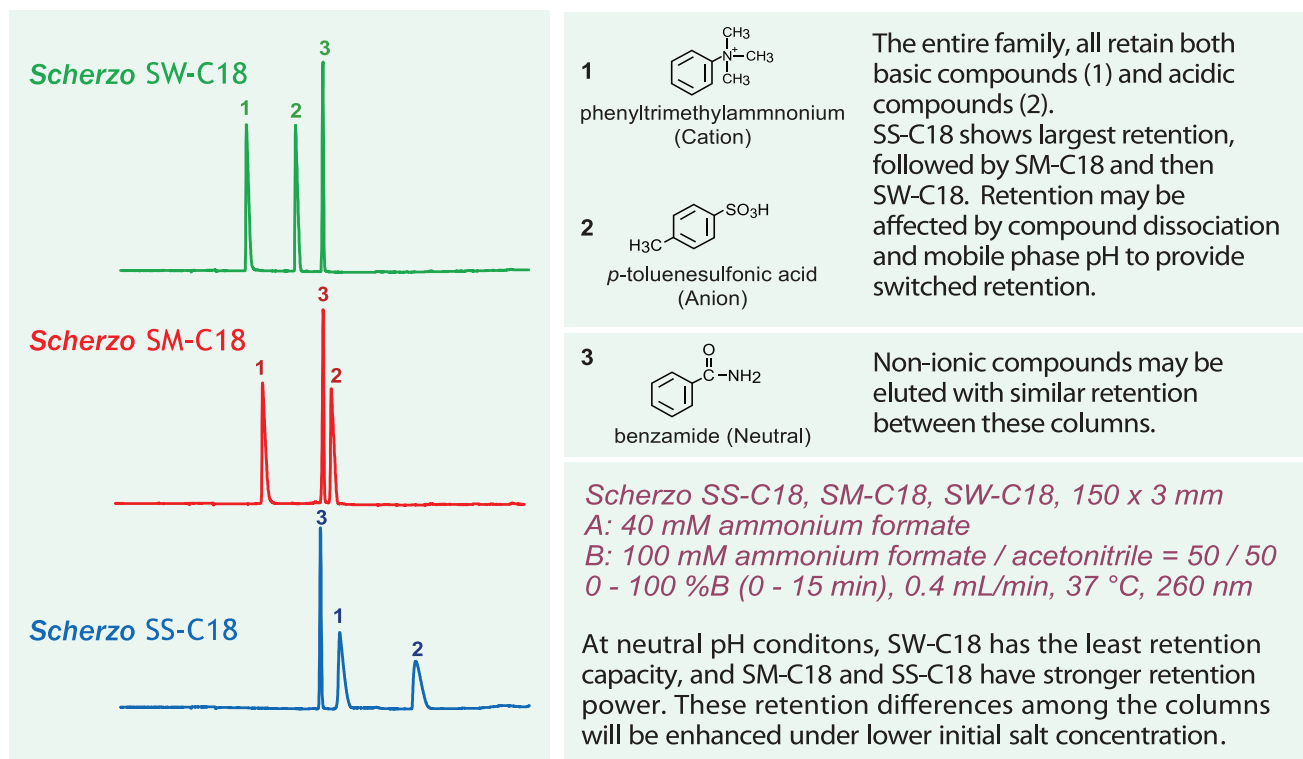 Scherzo SW-C18
1
2
3
Scherzo SM-C18
1
3
2
Scherzo SS-C18
3
1
2
1
CH3
N+
CH3
CH3
phenyltrimethylammnonium
(Cation)
2
SO3H
H3C
p-toluenesulfonic acid
(Anion)
The entire family, all retain both
basic compounds (1) and acidic
compounds (2).
SS-C18 shows largest retention,
followed by SM-C18 and then
SW-C18. Retention may be
affected by compound dissociation
and mobile phase pH to provide
switched retention.
3
O
C-NH2
benzamide (Neutral)
Non-ionic compounds may be
eluted with similar retention
between these columns.
Scherzo SS-C18, SM-C18, SW-C18, 150 x 3 mm
A: 40 mM ammonium formate
B: 100 mM ammonium formate / acetonitrile = 50 / 50
0 - 100 %B (0 - 15 min), 0.4 mL/min, 37 °C, 260 nm
At neutral pH conditons, SW-C18 has the least retention
capacity, and SM-C18 and SS-C18 have stronger retention
power. These retention differences among the columns
will be enhanced under lower initial salt concentration.